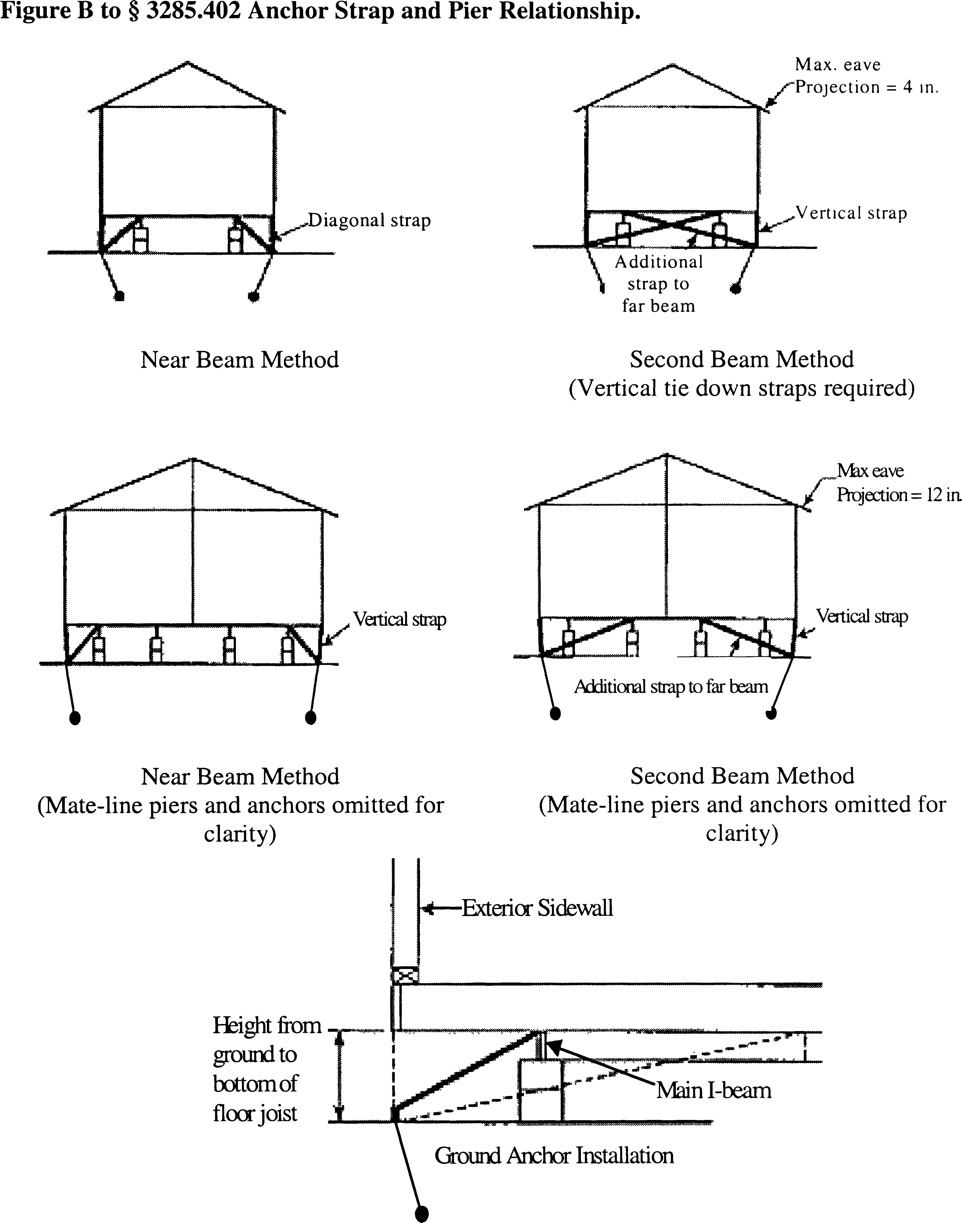 Figure B to § 3285.402 Anchor Strap and Pier Relationship.
Max. eave
Projection = 4 in.
Diagonal strap
Vertical strap
Additional
strap to
far beam
Near Beam Method
Second Beam Method
(Vertical tie down straps required)
Max eave
Projection = 12 in.
Vertical strap
Vertical strap
Additional strap to far beam
Near Beam Method
(Mate-line piers and anchors omitted for
clarity)
Second Beam Method
(Mate-line piers and anchors omitted for
clarity)
Exterior Sidewall
Height from
ground to
bottom of
floor joist
Main I-beam
Ground Anchor Installation